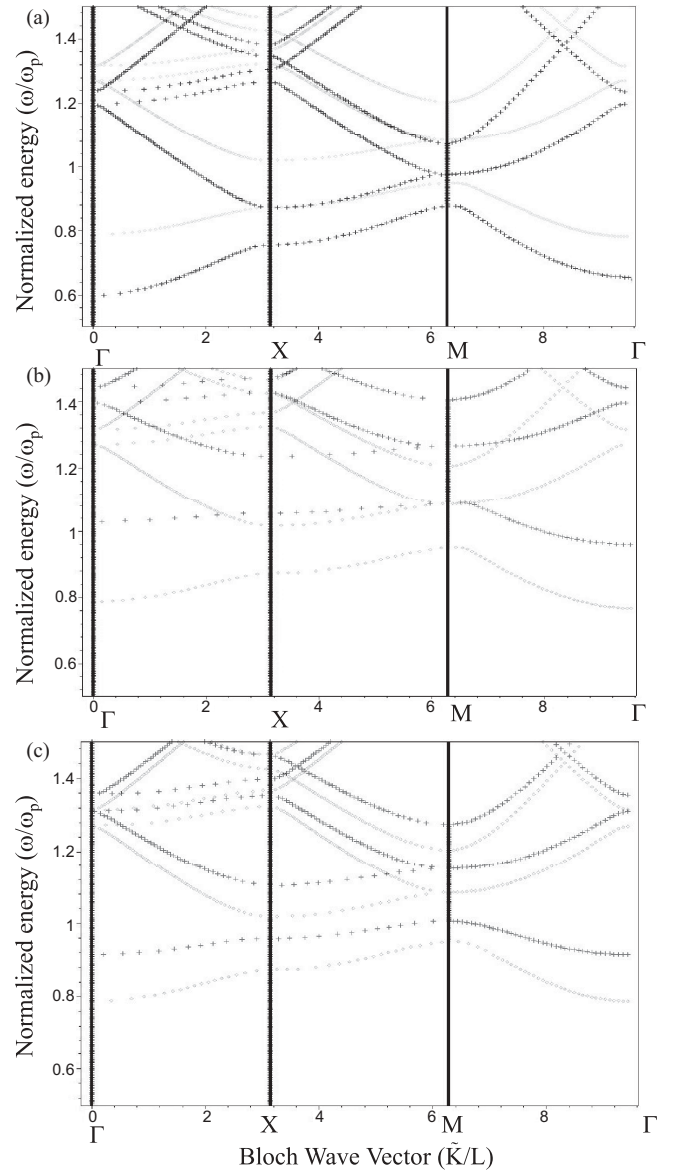 (a)
Normalized energy (ω/ωp)
1.4
1.2
1
0.8
0.6
0 2 4 6 8
Γ X M Γ
(b)
Normalized energy (ω/ωp)
1.4
1.2
1
0.8
0.6
0 2 4 6 8
Γ X M Γ
(c)
Normalized energy (ω/ωp)
1.4
1.2
1
0.8
0.6
0 2 4 6 8
Γ X M Γ
Bloch Wave Vector (K̃/L)